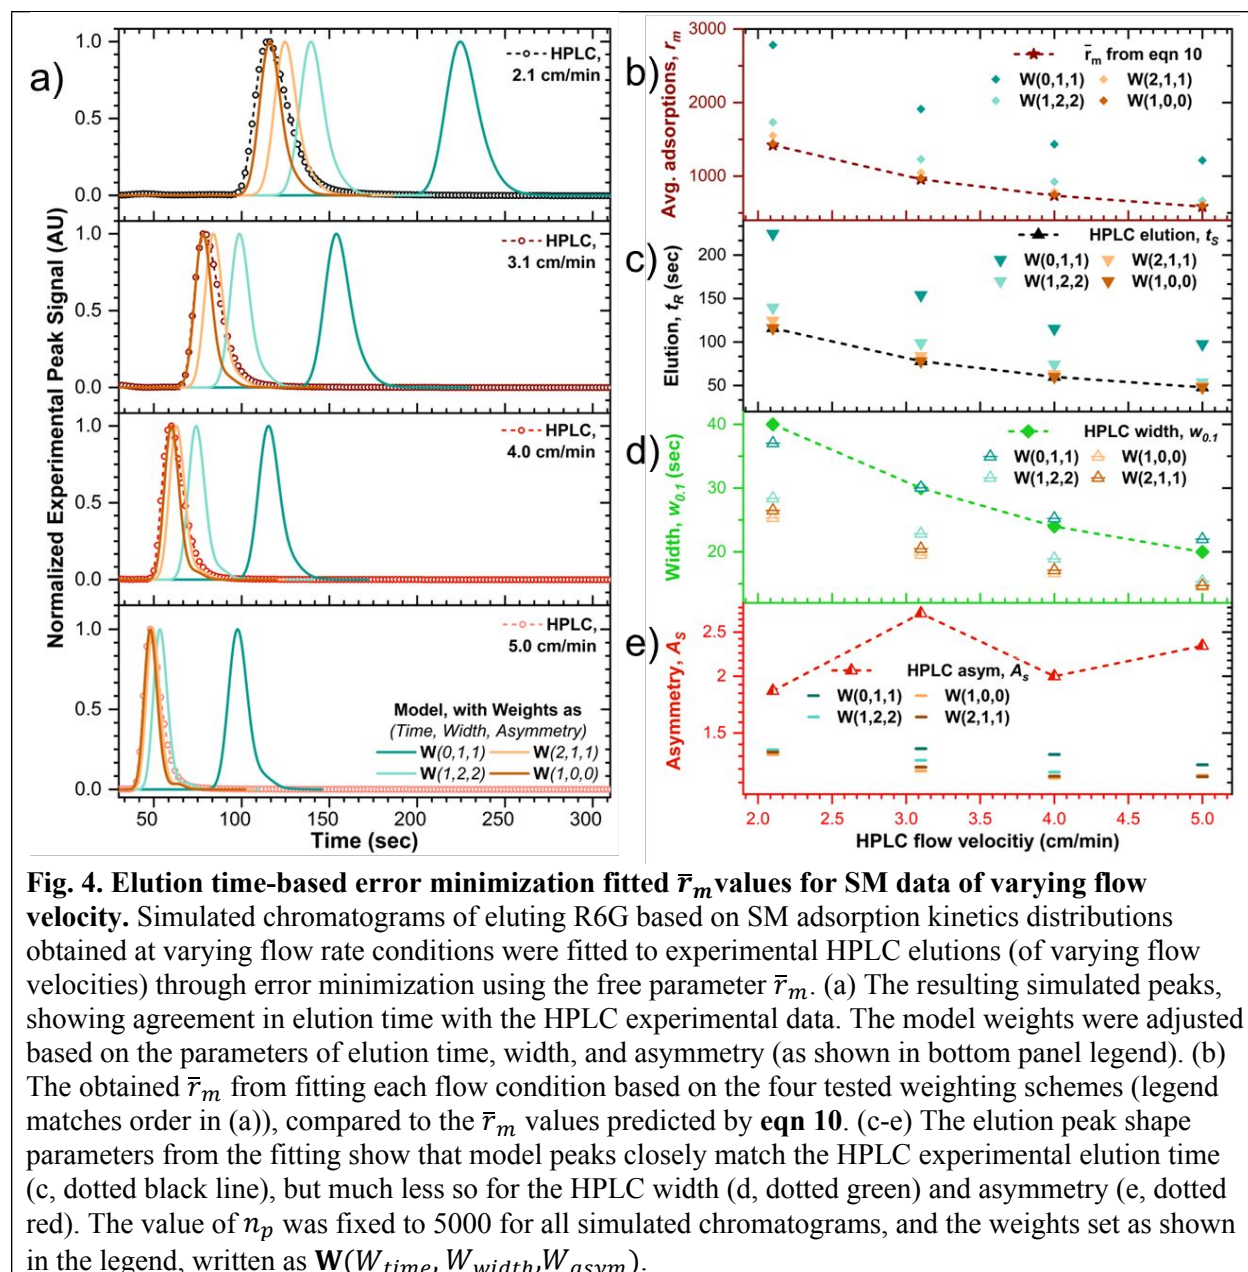 a)
1.0
0.5
0.0
HPLC,
2.1 cm/min
1.0
0.5
0.0
HPLC,
3.1 cm/min
1.0
0.5
0.0
HPLC,
4.0 cm/min
1.0
0.5
0.0
HPLC,
5.0 cm/min
Model, with Weights as
(Time, Width, Asymmetry)
W(0,1,1) W(2,1,1)
W(1,2,2) W(1,0,0)
50 100 150 200 250 300
Time (sec)
Normalized Experimental Peak Signal (AU)
b)
3000
2000
1000
Avg. adsorptions, r_m
r̄_m from eqn 10
W(0,1,1) W(2,1,1)
W(1,2,2) W(1,0,0)
c)
200
150
100
50
Elution, t_R (sec)
HPLC elution, t_S
W(0,1,1) W(2,1,1)
W(1,2,2) W(1,0,0)
d)
40
30
20
Width, w_0.1 (sec)
HPLC width, w_0.1
W(0,1,1) W(1,0,0)
W(1,2,2) W(2,1,1)
e)
2.5
2
1.5
Asymmetry, A_S
HPLC asym, A_s
W(0,1,1) W(1,0,0)
W(1,2,2) W(2,1,1)
2.0 2.5 3.0 3.5 4.0 4.5 5.0
HPLC flow velocitiy (cm/min)
Fig. 4. Elution time-based error minimization fitted r̄_m values for SM data of varying flow
velocity. Simulated chromatograms of eluting R6G based on SM adsorption kinetics distributions
obtained at varying flow rate conditions were fitted to experimental HPLC elutions (of varying flow
velocities) through error minimization using the free parameter r̄_m. (a) The resulting simulated peaks,
showing agreement in elution time with the HPLC experimental data. The model weights were adjusted
based on the parameters of elution time, width, and asymmetry (as shown in bottom panel legend). (b)
The obtained r̄_m from fitting each flow condition based on the four tested weighting schemes (legend
matches order in (a)), compared to the r̄_m values predicted by eqn 10. (c-e) The elution peak shape
parameters from the fitting show that model peaks closely match the HPLC experimental elution time
(c, dotted black line), but much less so for the HPLC width (d, dotted green) and asymmetry (e, dotted
red). The value of n_p was fixed to 5000 for all simulated chromatograms, and the weights set as shown
in the legend, written as W(W_time, W_width, W_asym).